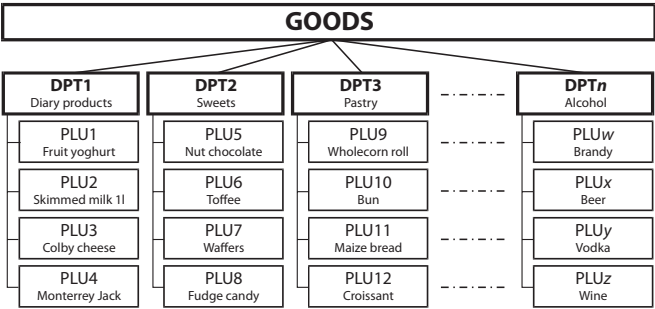 GOODS
DPT1
Diary products
PLU1
Fruit yoghurt
PLU2
Skimmed milk 1l
PLU3
Colby cheese
PLU4
Monterrey Jack
DPT2
Sweets
PLU5
Nut chocolate
PLU6
Toffee
PLU7
Waffers
PLU8
Fudge candy
DPT3
Pastry
PLU9
Wholecorn roll
PLU10
Bun
PLU11
Maize bread
PLU12
Croissant
DPTn
Alcohol
PLUw
Brandy
PLUx
Beer
PLUy
Vodka
PLUz
Wine